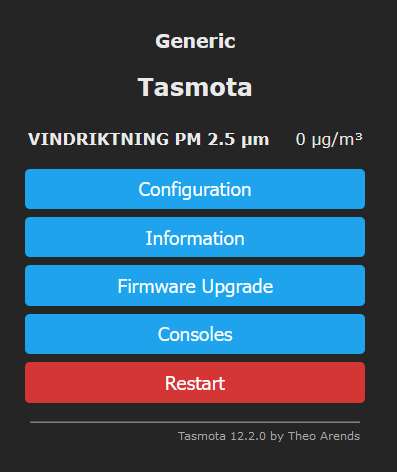 Generic
Tasmota
VINDRIKTNING PM 2.5 µm 0 µg/m³
Configuration
Information
Firmware Upgrade
Consoles
Restart
Tasmota 12.2.0 by Theo Arends